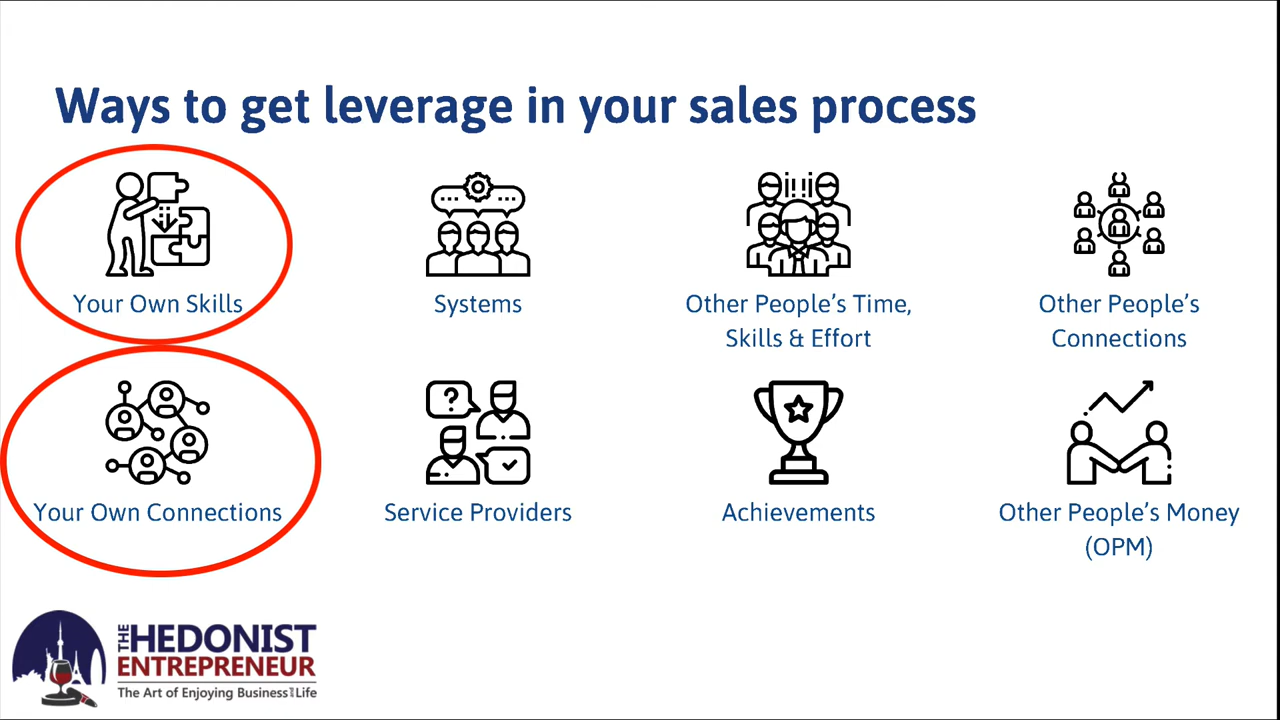 Ways to get leverage in your sales process
Your Own Skills
Systems
Other People's Time,
Skills & Effort
Other People's
Connections
?
Your Own Connections
Service Providers
Achievements
Other People's Money
(OPM)
THE
HEDONIST
ENTREPRENEUR
The Art of Enjoying Business and Life